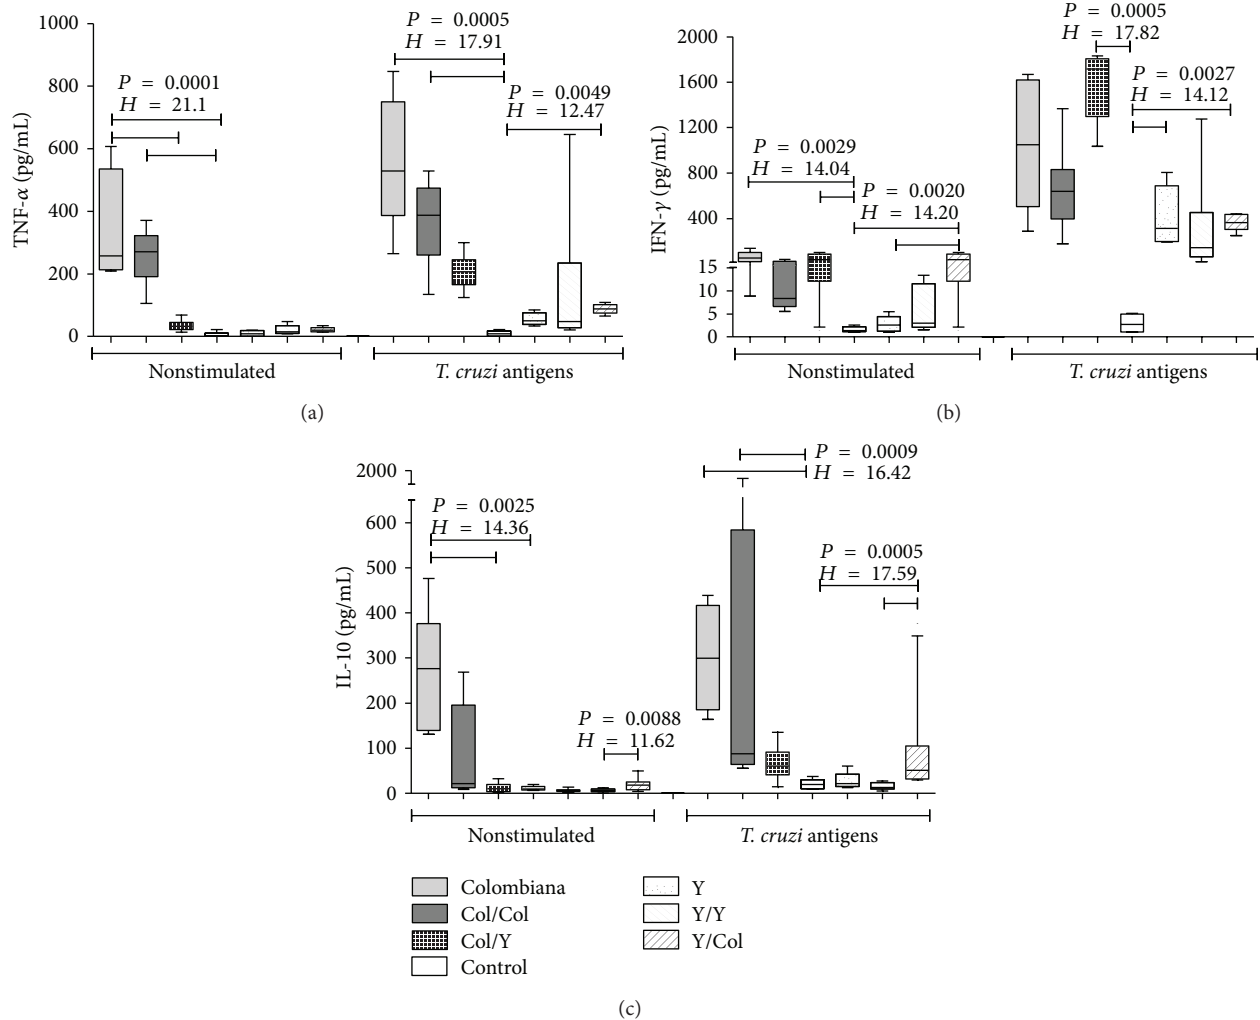 1000
800
600
400
200
0
TNF-α (pg/mL)
P = 0.0001
H = 21.1
P = 0.0005
H = 17.91
P = 0.0049
H = 12.47
Nonstimulated
T. cruzi antigens
(a)
2000
1600
1200
800
400
15
10
5
0
IFN-γ (pg/mL)
P = 0.0029
H = 14.04
P = 0.0020
H = 14.20
P = 0.0005
H = 17.82
P = 0.0027
H = 14.12
Nonstimulated
T. cruzi antigens
(b)
2000
600
500
400
300
200
100
0
IL-10 (pg/mL)
P = 0.0025
H = 14.36
P = 0.0088
H = 11.62
P = 0.0009
H = 16.42
P = 0.0005
H = 17.59
Nonstimulated
T. cruzi antigens
Colombiana
Col/Col
Col/Y
Control
Y
Y/Y
Y/Col
(c)